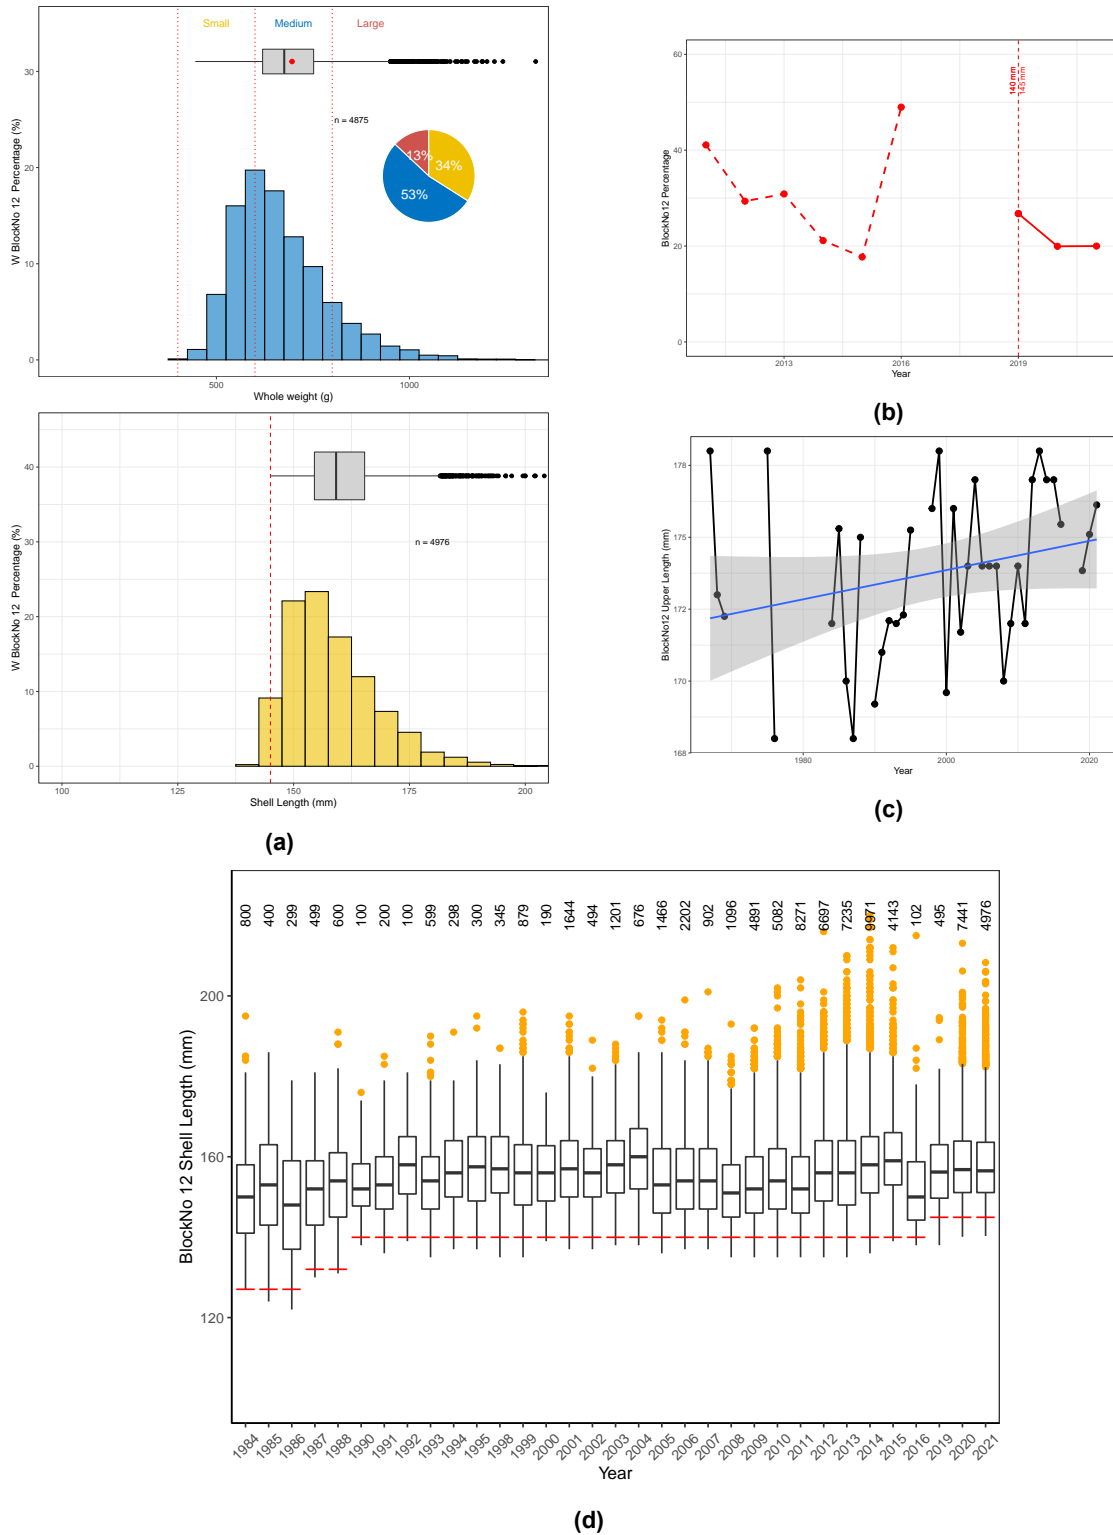 Small Medium Large
30
20
10
0
W BlockNo 12 Percentage (%)
n = 4875
13%
34%
53%
500 1000
Whole weight (g)
40
30
20
10
0
W BlockNo 12 Percentage (%)
n = 4976
100 125 150 175 200
Shell Length (mm)
(a)
60
40
20
0
BlockNo12 Percentage
140 mm
145 mm
2013 2016 2019
Year
(b)
178
175
172
170
168
BlockNo12 Upper Length (mm)
1980 2000 2020
Year
(c)
800 400 299 499 600 100 200 100 599 298 300 345 879 190 1644 494 1201 676 1466 2202 902 1096 4891 5082 8271 6697 7235 9971 4143 102 495 7441 4976
200
160
120
BlockNo 12 Shell Length (mm)
1984 1985 1986 1987 1988 1990 1991 1992 1993 1994 1995 1998 1999 2000 2001 2002 2003 2004 2005 2006 2007 2008 2009 2010 2011 2012 2013 2014 2015 2016 2019 2020 2021
Year
(d)